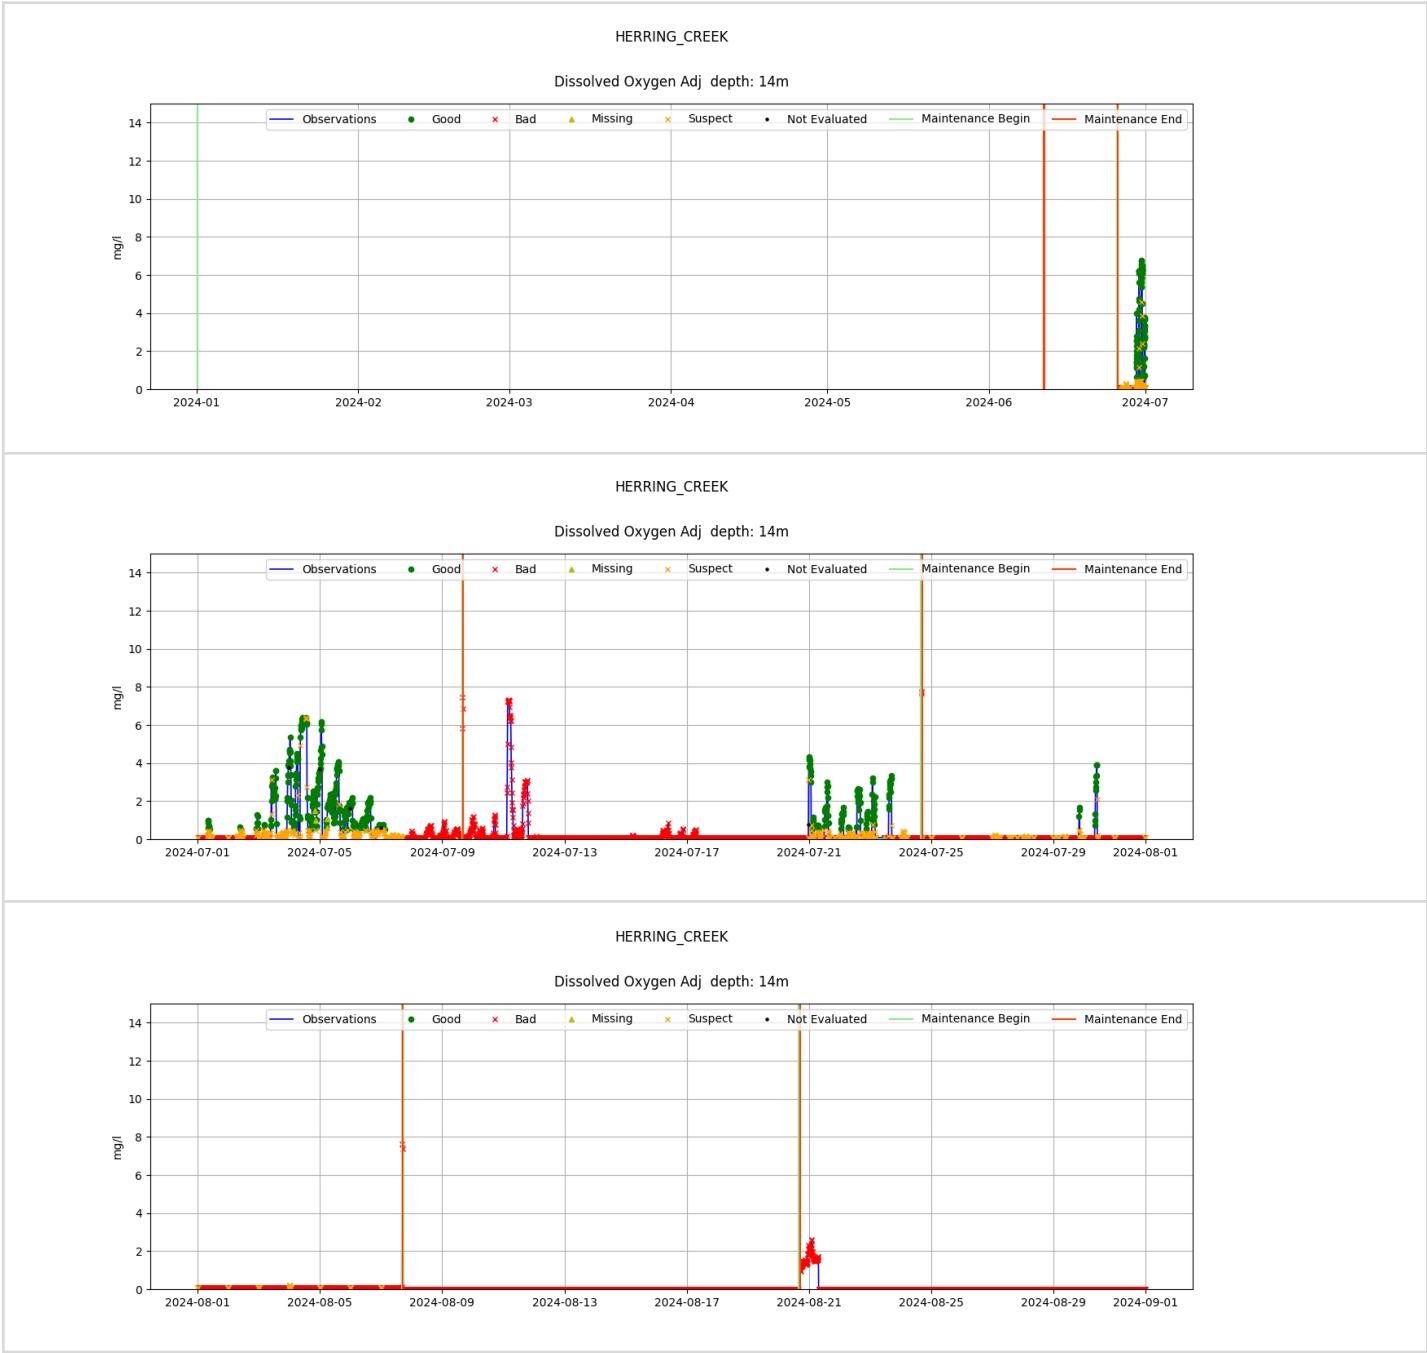 HERRING_CREEK
Dissolved Oxygen Adj  depth: 14m
Observations Good Bad Missing Suspect Not Evaluated Maintenance Begin Maintenance End
14
12
10
8
mg/l
6
4
2
0
2024-01 2024-02 2024-03 2024-04 2024-05 2024-06 2024-07
HERRING_CREEK
Dissolved Oxygen Adj  depth: 14m
Observations Good Bad Missing Suspect Not Evaluated Maintenance Begin Maintenance End
14
12
10
8
mg/l
6
4
2
0
2024-07-01 2024-07-05 2024-07-09 2024-07-13 2024-07-17 2024-07-21 2024-07-25 2024-07-29 2024-08-01
HERRING_CREEK
Dissolved Oxygen Adj  depth: 14m
Observations Good Bad Missing Suspect Not Evaluated Maintenance Begin Maintenance End
14
12
10
8
mg/l
6
4
2
0
2024-08-01 2024-08-05 2024-08-09 2024-08-13 2024-08-17 2024-08-21 2024-08-25 2024-08-29 2024-09-01